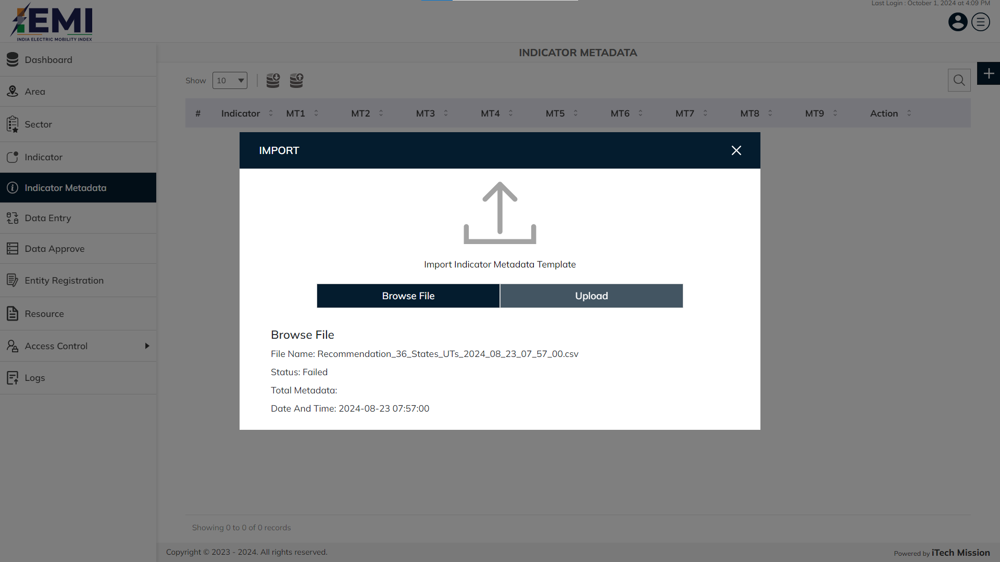 Last Login : October 1, 2024 at 4:09 PM
IEMI
INDIA ELECTRIC MOBILITY INDEX
INDICATOR METADATA
Dashboard
Area
Sector
Indicator
Indicator Metadata
Data Entry
Data Approve
Entity Registration
Resource
Access Control
Logs
Show 10
# Indicator MT1 MT2 MT3 MT4 MT5 MT6 MT7 MT8 MT9 Action
IMPORT
Import Indicator Metadata Template
Browse File Upload
Browse File
File Name: Recommendation_36_States_UTs_2024_08_23_07_57_00.csv
Status: Failed
Total Metadata:
Date And Time: 2024-08-23 07:57:00
Showing 0 to 0 of 0 records
Copyright © 2023 - 2024. All rights reserved.
Powered by iTech Mission